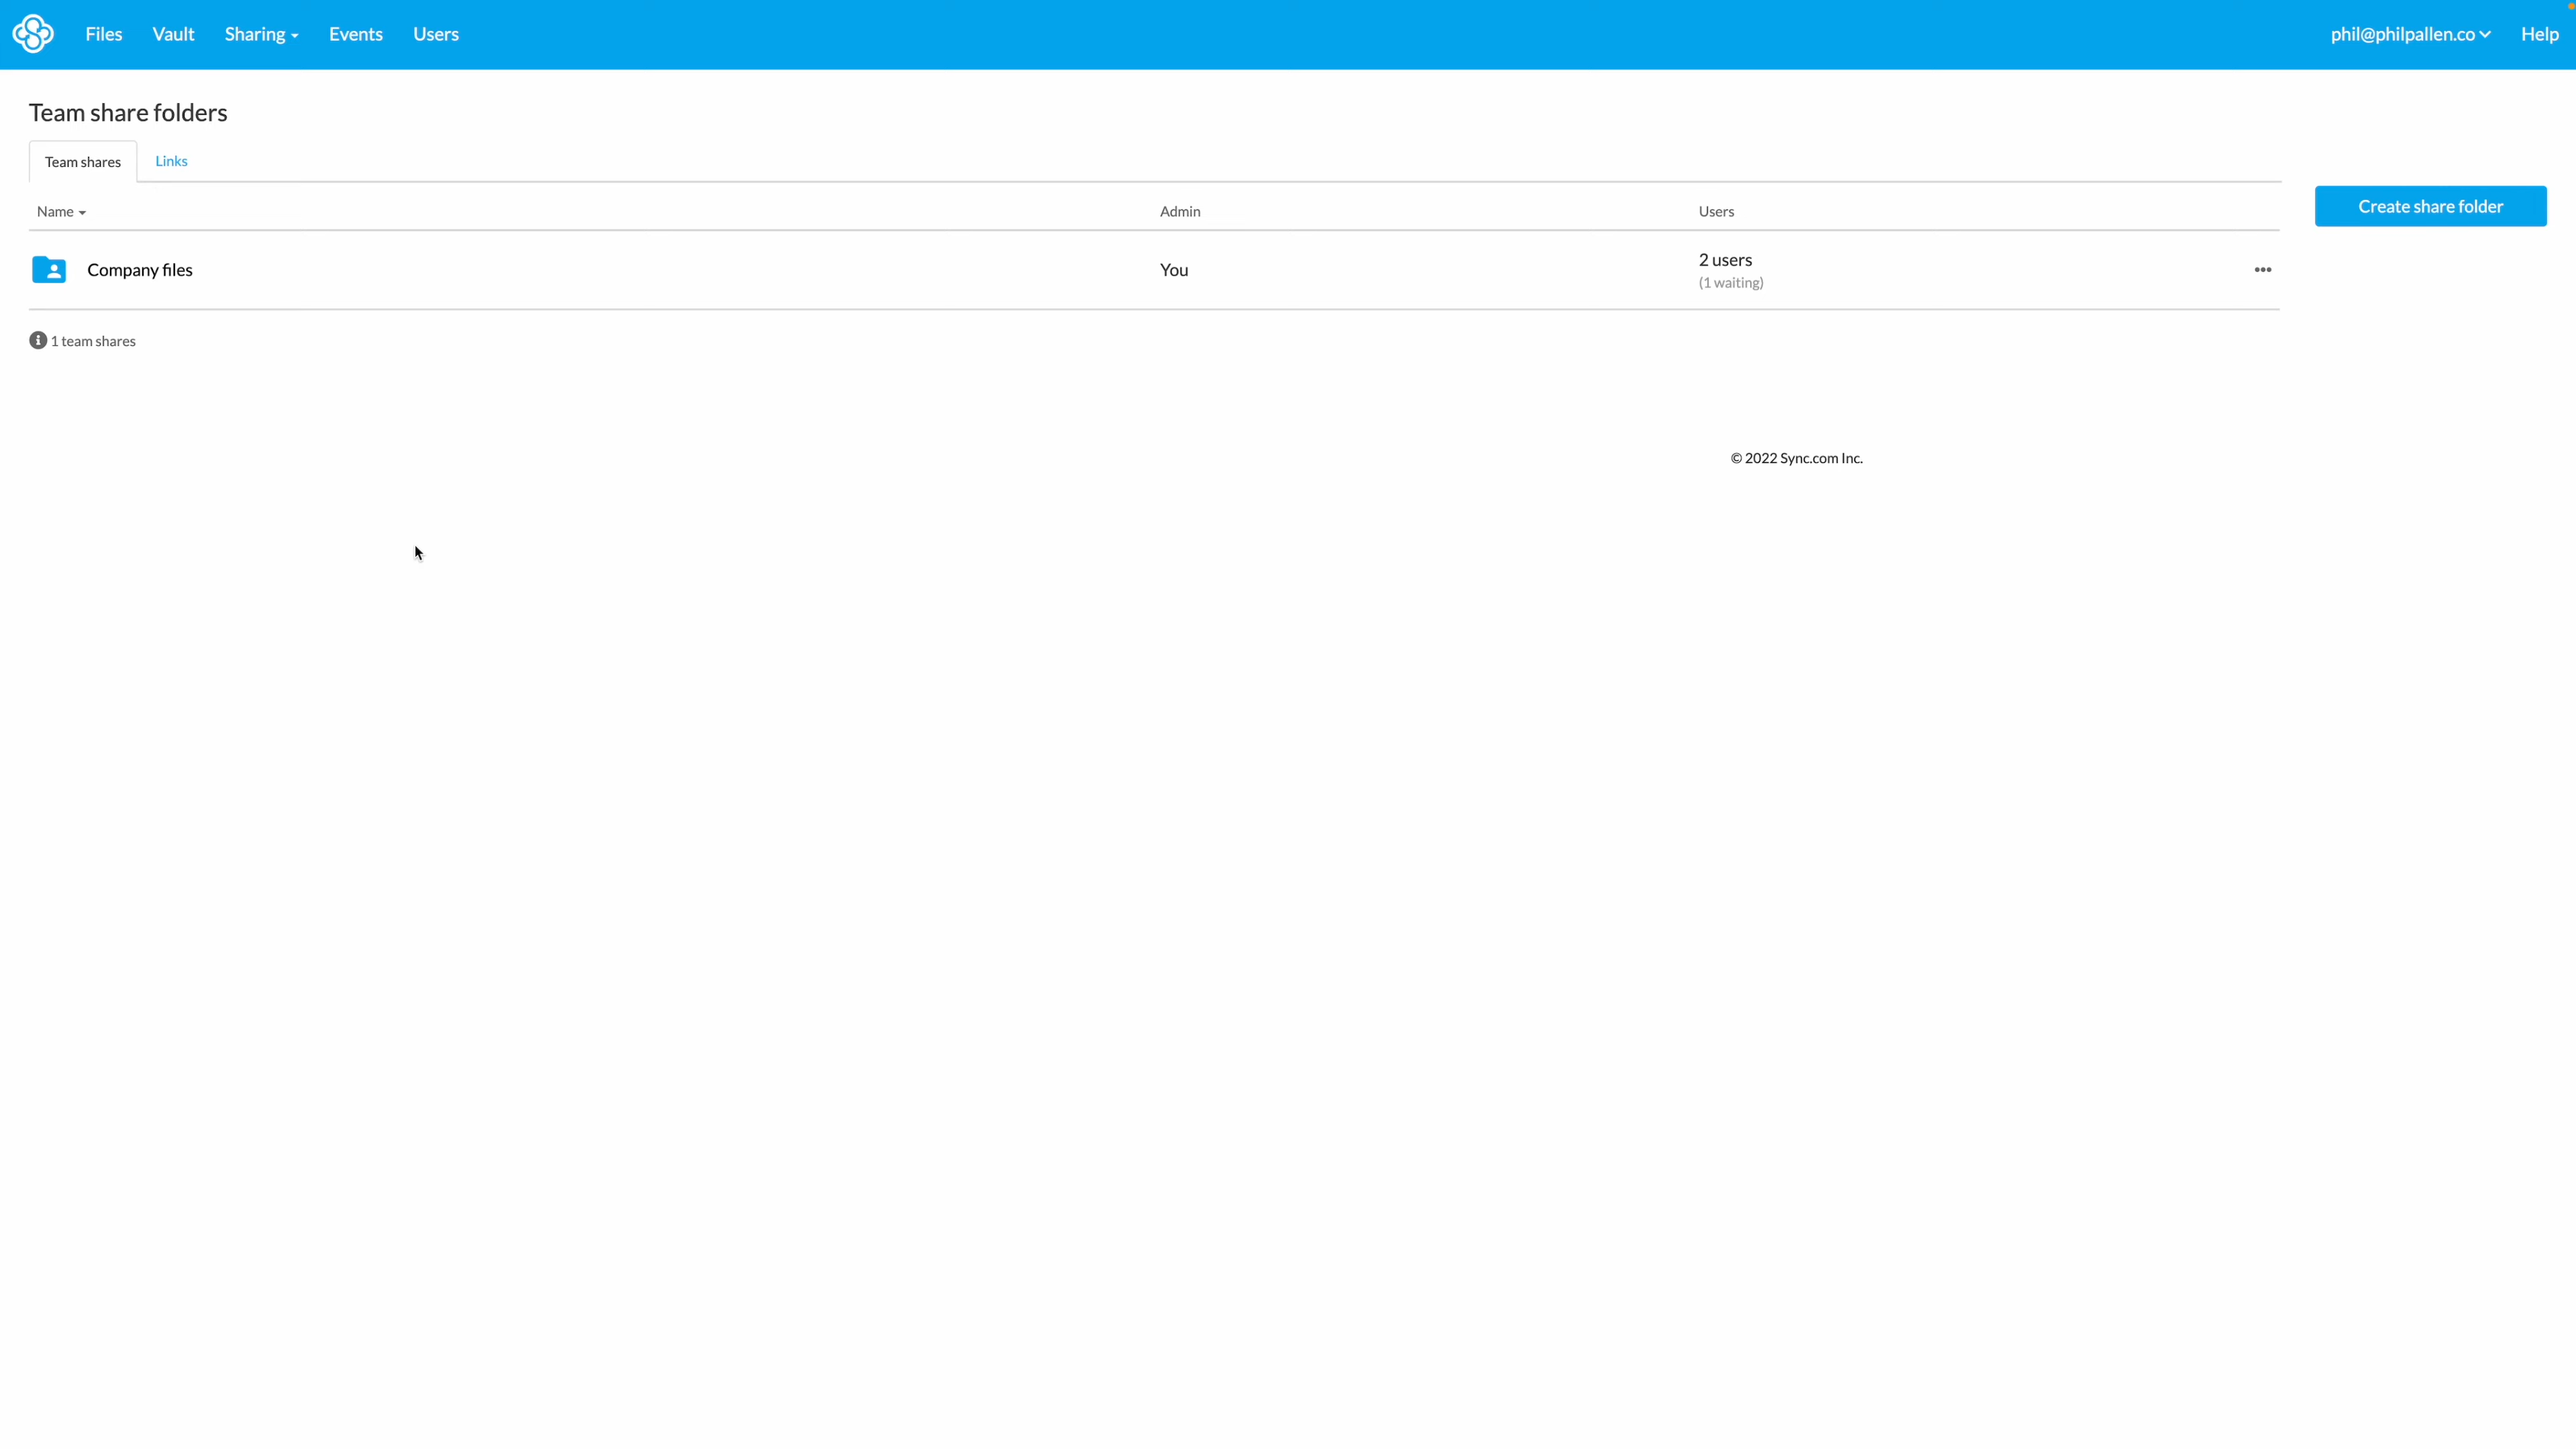 Files Vault Sharing Events Users phil@philpallen.co Help
Team share folders
Team shares Links
Name Admin Users
Create share folder
Company files You 2 users
(1 waiting)
1 team shares
© 2022 Sync.com Inc.